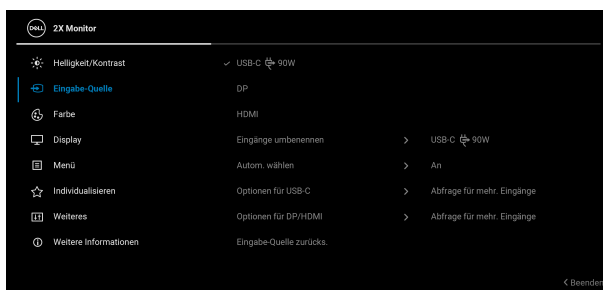 DELL 2X Monitor
Helligkeit/Kontrast USB-C 90W
Eingabe-Quelle DP
Farbe HDMI
Display Eingänge umbenennen USB-C 90W
Menü Autom. wählen An
Individualisieren Optionen für USB-C Abfrage für mehr. Eingänge
Weiteres Optionen für DP/HDMI Abfrage für mehr. Eingänge
Weitere Informationen Eingabe-Quelle zurücks.
Beenden